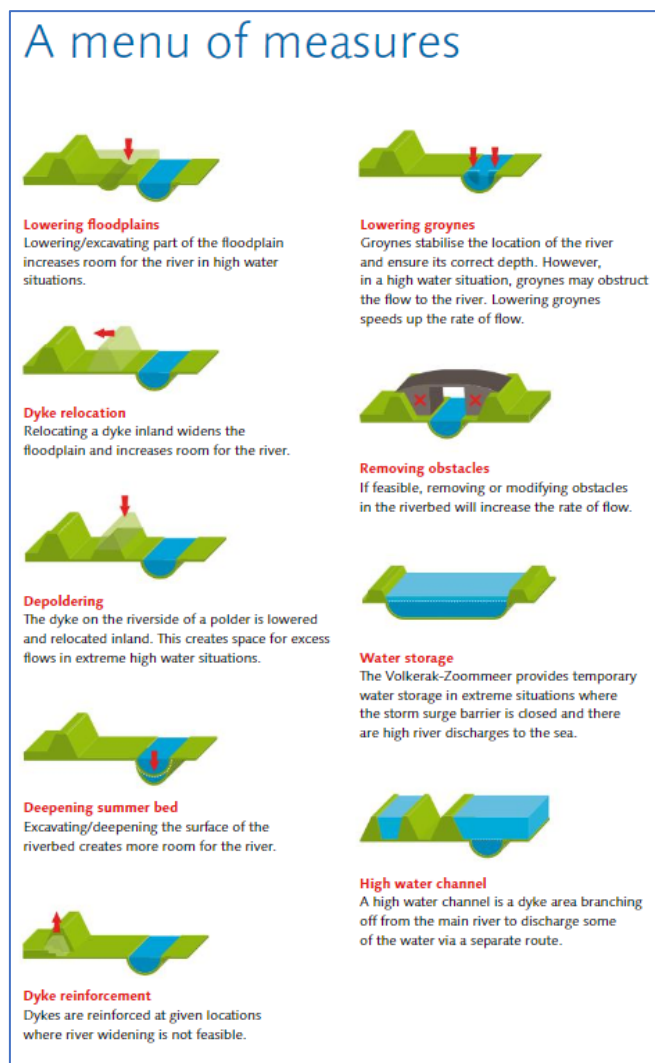 A menu of measures
Lowering floodplains
Lowering/excavating part of the floodplain
increases room for the river in high water
situations.
Dyke relocation
Relocating a dyke inland widens the
floodplain and increases room for the river.
Depoldering
The dyke on the riverside of a polder is lowered
and relocated inland. This creates space for excess
flows in extreme high water situations.
Deepening summer bed
Excavating/deepening the surface of the
riverbed creates more room for the river.
Dyke reinforcement
Dykes are reinforced at given locations
where river widening is not feasible.
Lowering groynes
Groynes stabilise the location of the river
and ensure its correct depth. However,
in a high water situation, groynes may obstruct
the flow to the river. Lowering groynes
speeds up the rate of flow.
Removing obstacles
If feasible, removing or modifying obstacles
in the riverbed will increase the rate of flow.
Water storage
The Volkerak-Zoommeer provides temporary
water storage in extreme situations where
the storm surge barrier is closed and there
are high river discharges to the sea.
High water channel
A high water channel is a dyke area branching
off from the main river to discharge some
of the water via a separate route.